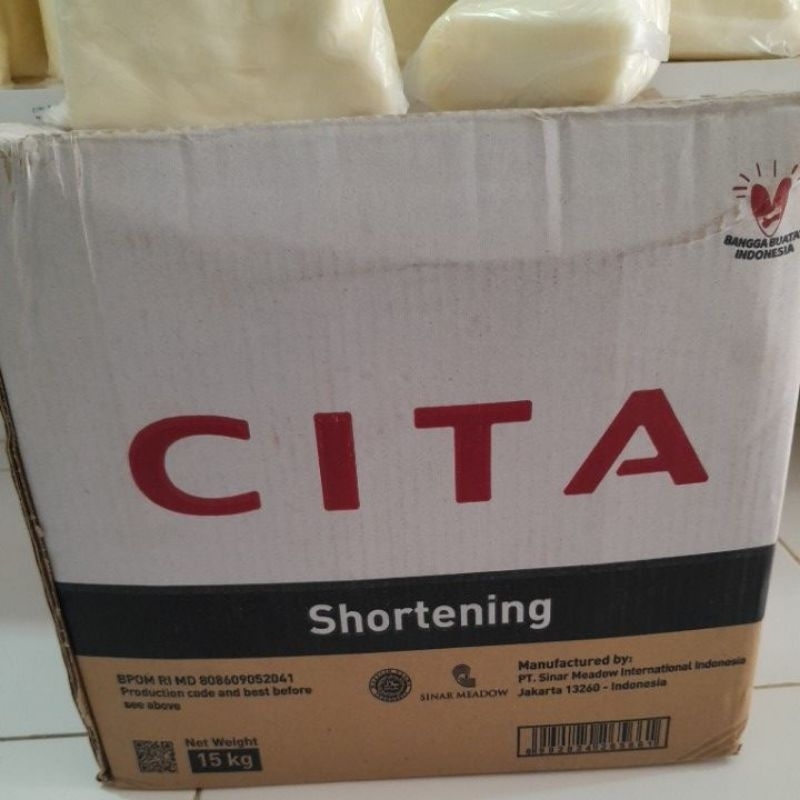 BANGGA BUATAN
INDONESIA
CITA
Shortening
BPOM RI MD 808609052041
Production code and best before
see above
SINAR MEADOW
Manufactured by:
PT. Sinar Meadow International Indonesia
Jakarta 13260 - Indonesia
Net Weight
15 kg